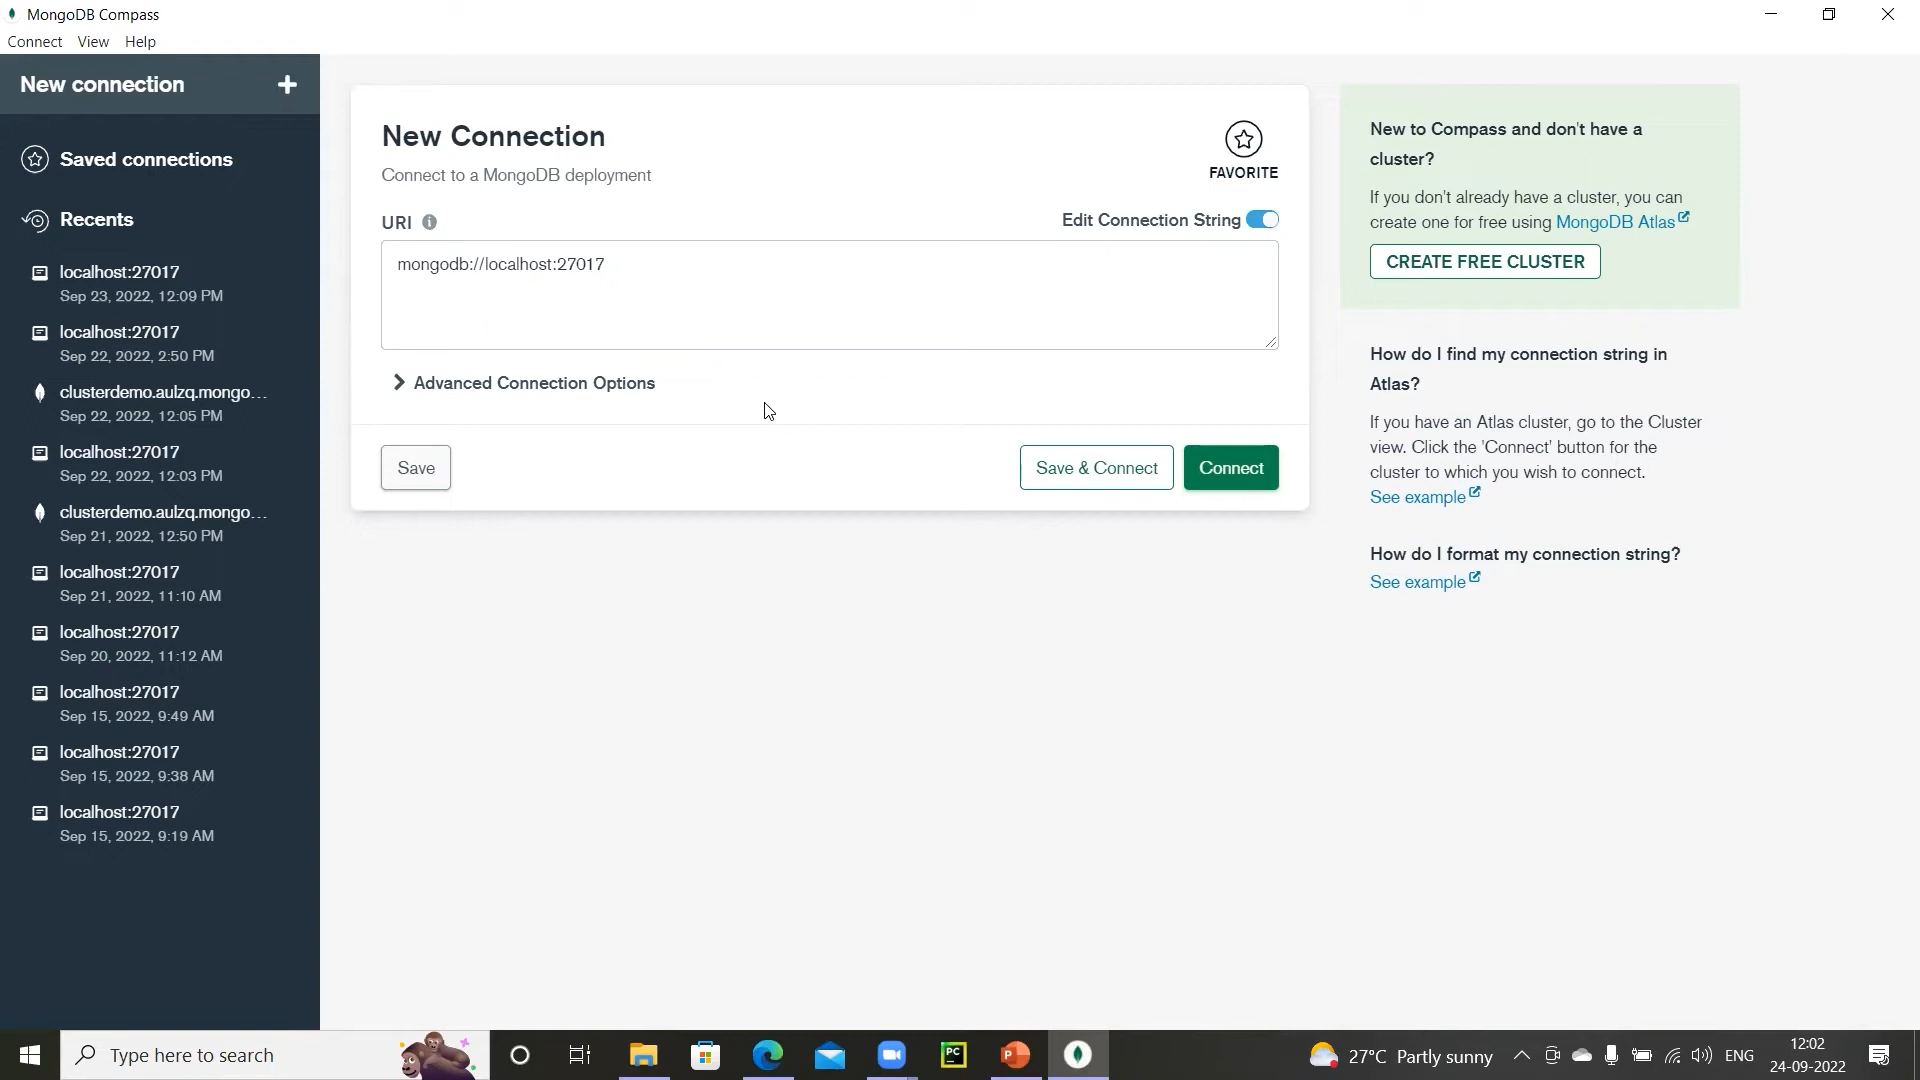 MongoDB Compass
Connect View Help
New connection
Saved connections
Recents
localhost:27017
Sep 23, 2022, 12:09 PM
localhost:27017
Sep 22, 2022, 2:50 PM
clusterdemo.aulzq.mongo...
Sep 22, 2022, 12:05 PM
localhost:27017
Sep 22, 2022, 12:03 PM
clusterdemo.aulzq.mongo...
Sep 21, 2022, 12:50 PM
localhost:27017
Sep 21, 2022, 11:10 AM
localhost:27017
Sep 20, 2022, 11:12 AM
localhost:27017
Sep 15, 2022, 9:49 AM
localhost:27017
Sep 15, 2022, 9:38 AM
localhost:27017
Sep 15, 2022, 9:19 AM
New Connection
Connect to a MongoDB deployment
FAVORITE
URI
Edit Connection String
mongodb://localhost:27017
Advanced Connection Options
Save
Save & Connect
Connect
New to Compass and don't have a
cluster?
If you don't already have a cluster, you can
create one for free using MongoDB Atlas
CREATE FREE CLUSTER
How do I find my connection string in
Atlas?
If you have an Atlas cluster, go to the Cluster
view. Click the 'Connect' button for the
cluster to which you wish to connect.
See example
How do I format my connection string?
See example
Type here to search
PC
P
27°C Partly sunny
ENG
12:02
24-09-2022